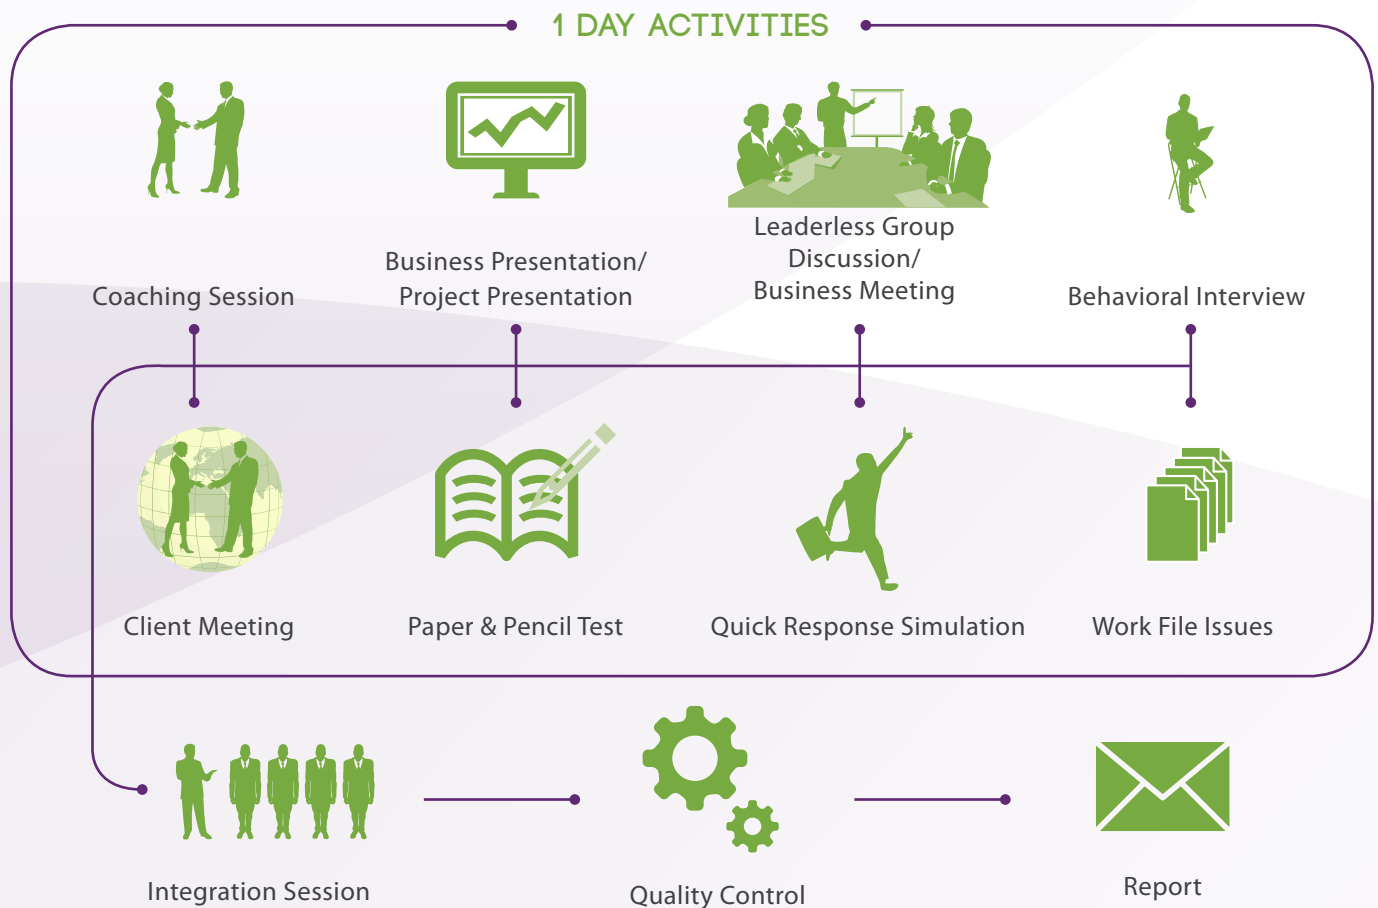 1 DAY ACTIVITIES
Coaching Session
Business Presentation/
Project Presentation
Leaderless Group
Discussion/
Business Meeting
Behavioral Interview
Client Meeting
Paper & Pencil Test
Quick Response Simulation
Work File Issues
Integration Session
Quality Control
Report